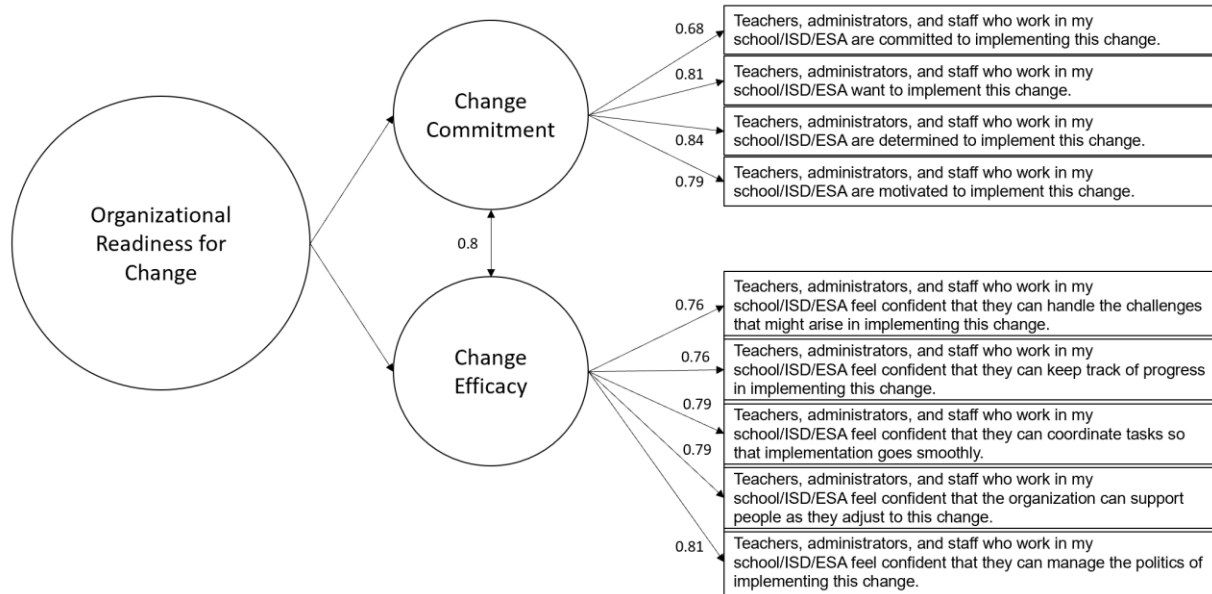 Organizational
Readiness for
Change
Change
Commitment
0.8
Change
Efficacy
0.68
Teachers, administrators, and staff who work in my
school/ISD/ESA are committed to implementing this change.
0.81
Teachers, administrators, and staff who work in my
school/ISD/ESA want to implement this change.
0.84
Teachers, administrators, and staff who work in my
school/ISD/ESA are determined to implement this change.
0.79
Teachers, administrators, and staff who work in my
school/ISD/ESA are motivated to implement this change.
0.76
Teachers, administrators, and staff who work in my
school/ISD/ESA feel confident that they can handle the challenges
that might arise in implementing this change.
0.76
Teachers, administrators, and staff who work in my
school/ISD/ESA feel confident that they can keep track of progress
in implementing this change.
0.79
Teachers, administrators, and staff who work in my
school/ISD/ESA feel confident that they can coordinate tasks so
that implementation goes smoothly.
0.79
Teachers, administrators, and staff who work in my
school/ISD/ESA feel confident that the organization can support
people as they adjust to this change.
0.81
Teachers, administrators, and staff who work in my
school/ISD/ESA feel confident that they can manage the politics of
implementing this change.